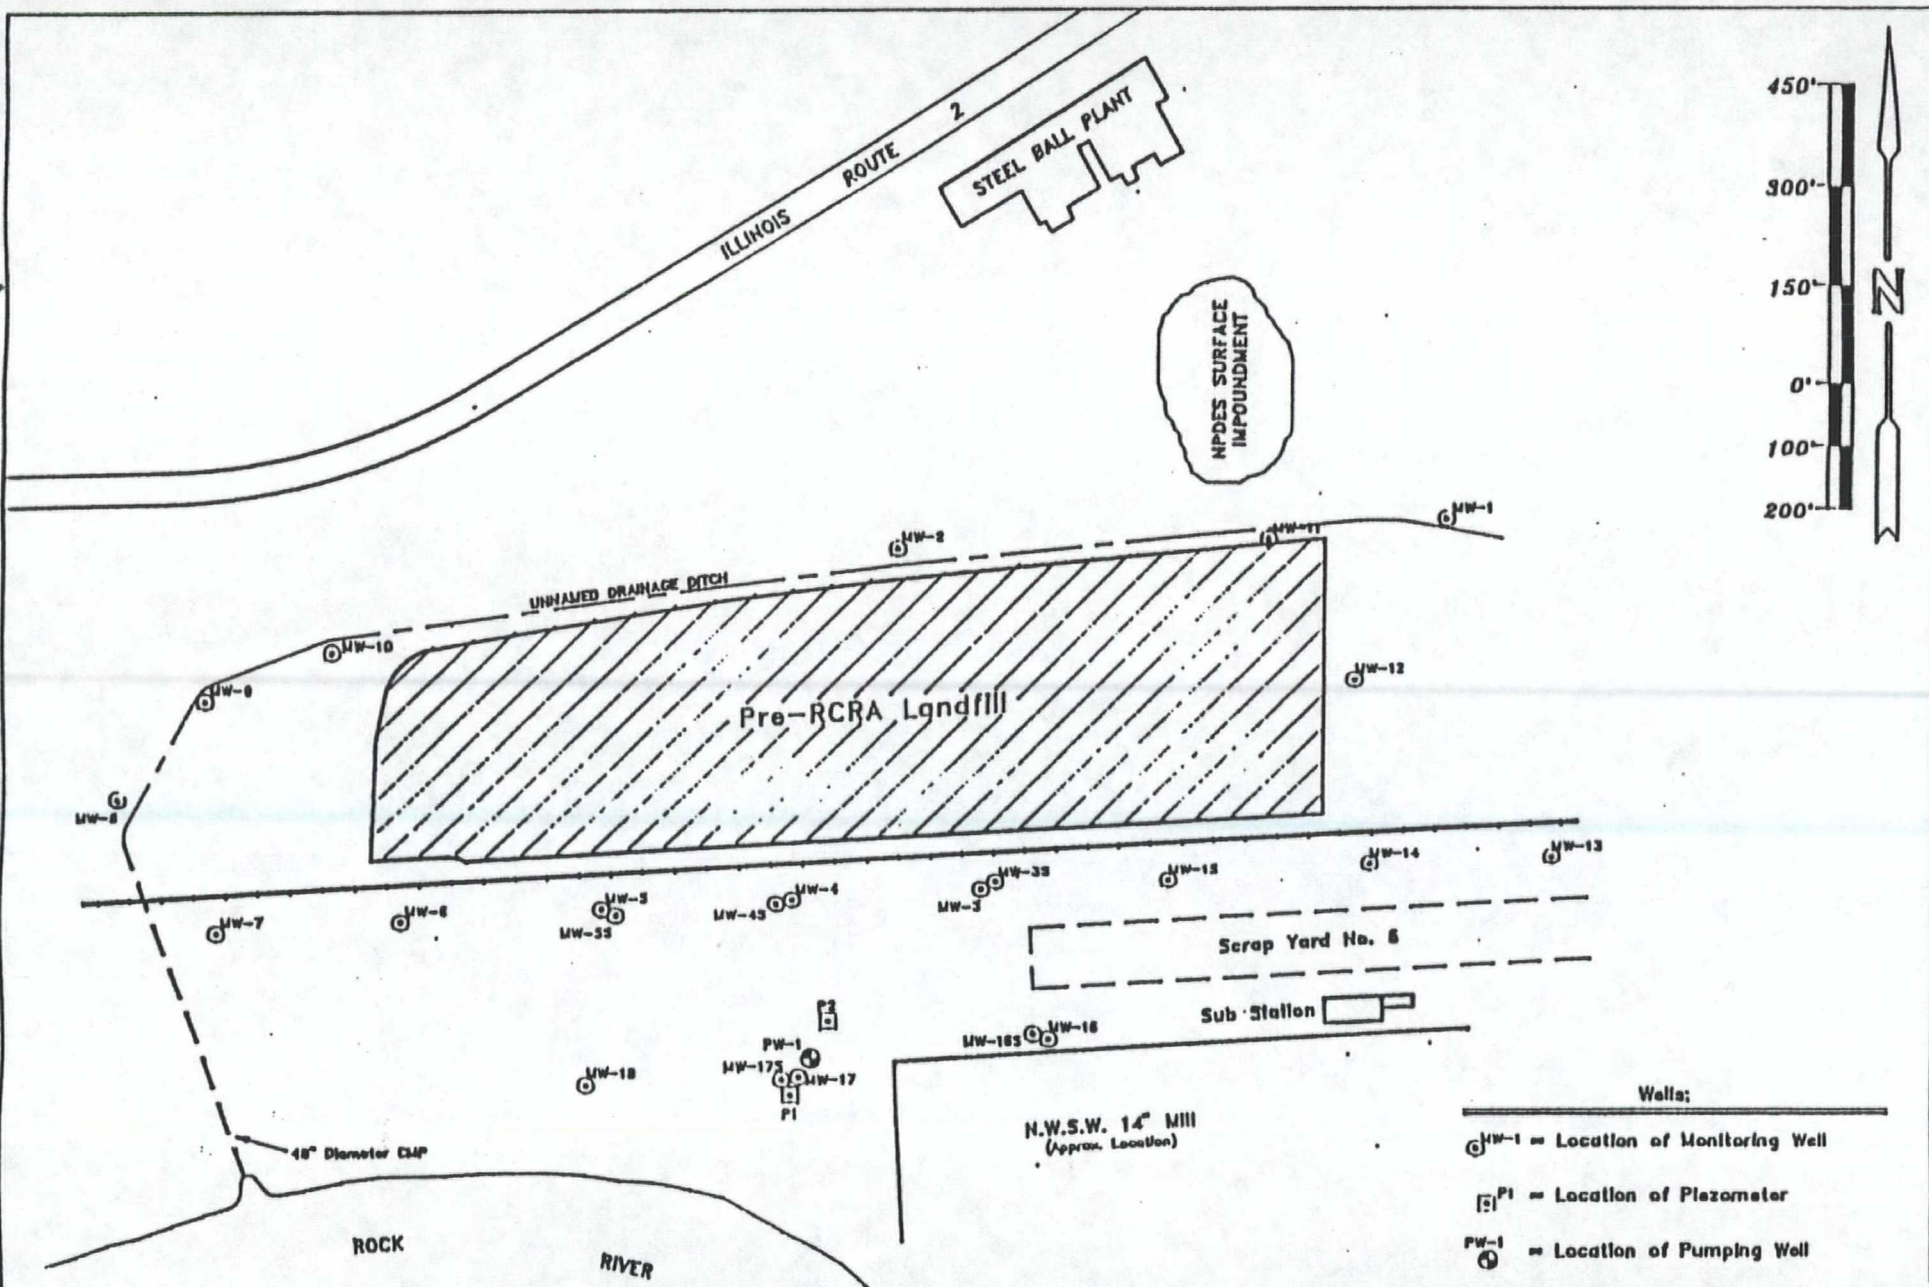 ILLINOIS ROUTE 2
STEEL BALL PLANT
450'
300'
150'
0'
100'
200'
N
NPDES SURFACE
IMPOUNDMENT
MW-1
MW-2
MW-11
UNNAMED DRAINAGE DITCH
MW-10
MW-12
MW-9
Pre-RCRA Landfill
MW-8
MW-14
MW-13
MW-3S
MW-15
MW-3
MW-4
MW-4S
MW-5
MW-5S
MW-6
MW-7
Scrap Yard No. 6
P2
Sub Station
MW-16
MW-16S
PW-1
MW-17S
MW-17
MW-18
P1
Wells:
N.W.S.W. 14" Mill
(Approx. Location)
MW-1 = Location of Monitoring Well
48" Diameter CMP
P1 = Location of Piezometer
ROCK RIVER
PW-1 = Location of Pumping Well